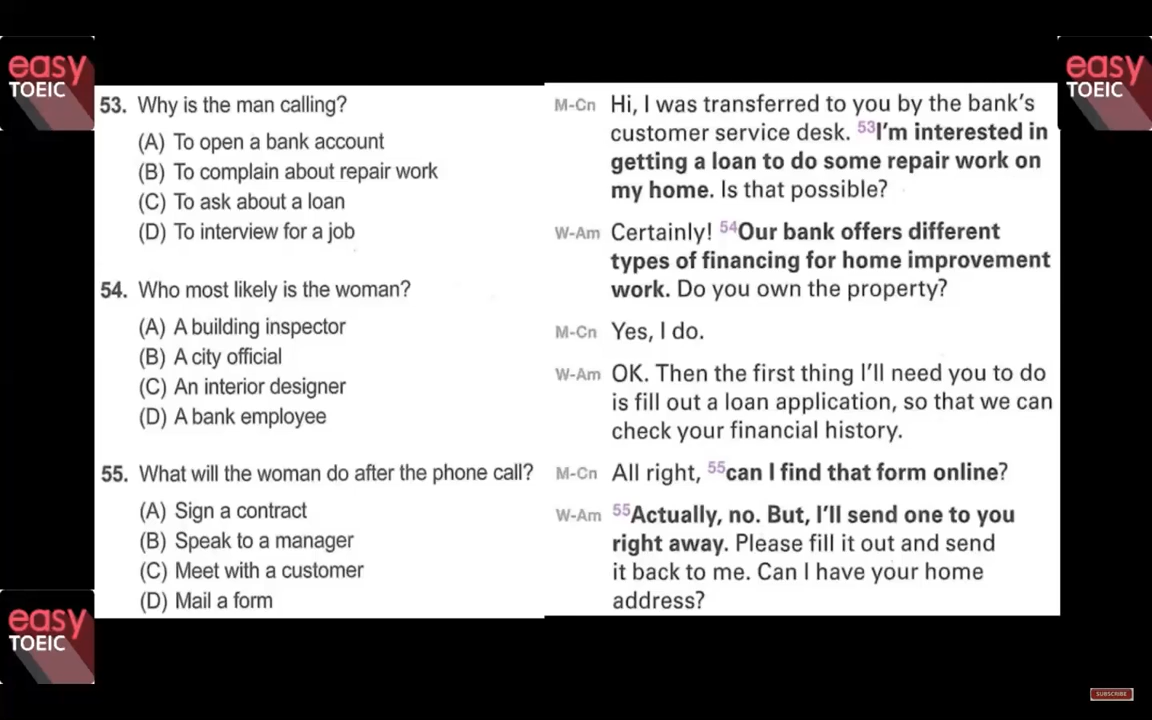 easy
TOEIC
easy
TOEIC
53. Why is the man calling?
(A) To open a bank account
(B) To complain about repair work
(C) To ask about a loan
(D) To interview for a job
54. Who most likely is the woman?
(A) A building inspector
(B) A city official
(C) An interior designer
(D) A bank employee
55. What will the woman do after the phone call?
(A) Sign a contract
(B) Speak to a manager
(C) Meet with a customer
(D) Mail a form
M-Cn Hi, I was transferred to you by the bank's
customer service desk. 53I'm interested in
getting a loan to do some repair work on
my home. Is that possible?
W-Am Certainly! 54Our bank offers different
types of financing for home improvement
work. Do you own the property?
M-Cn Yes, I do.
W-Am OK. Then the first thing I'll need you to do
is fill out a loan application, so that we can
check your financial history.
M-Cn All right, 55can I find that form online?
W-Am 55Actually, no. But, I'll send one to you
right away. Please fill it out and send
it back to me. Can I have your home
address?
easy
TOEIC
SUBSCRIBE